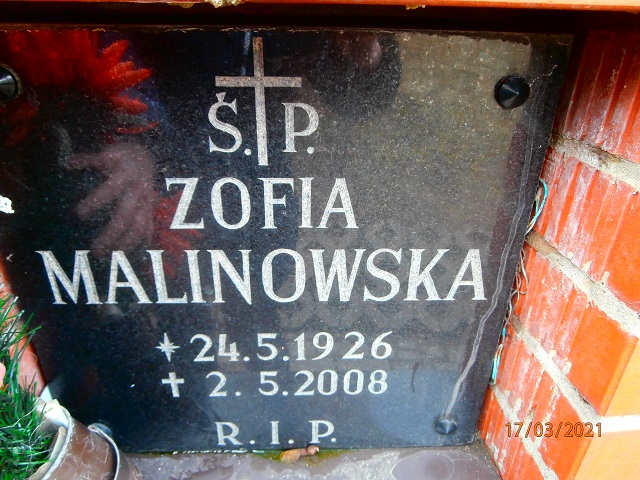 Ś. P.
ZOFIA
MALINOWSKA
* 24.5.1926
✝ 2.5.2008
R.I.P.
17/03/2021